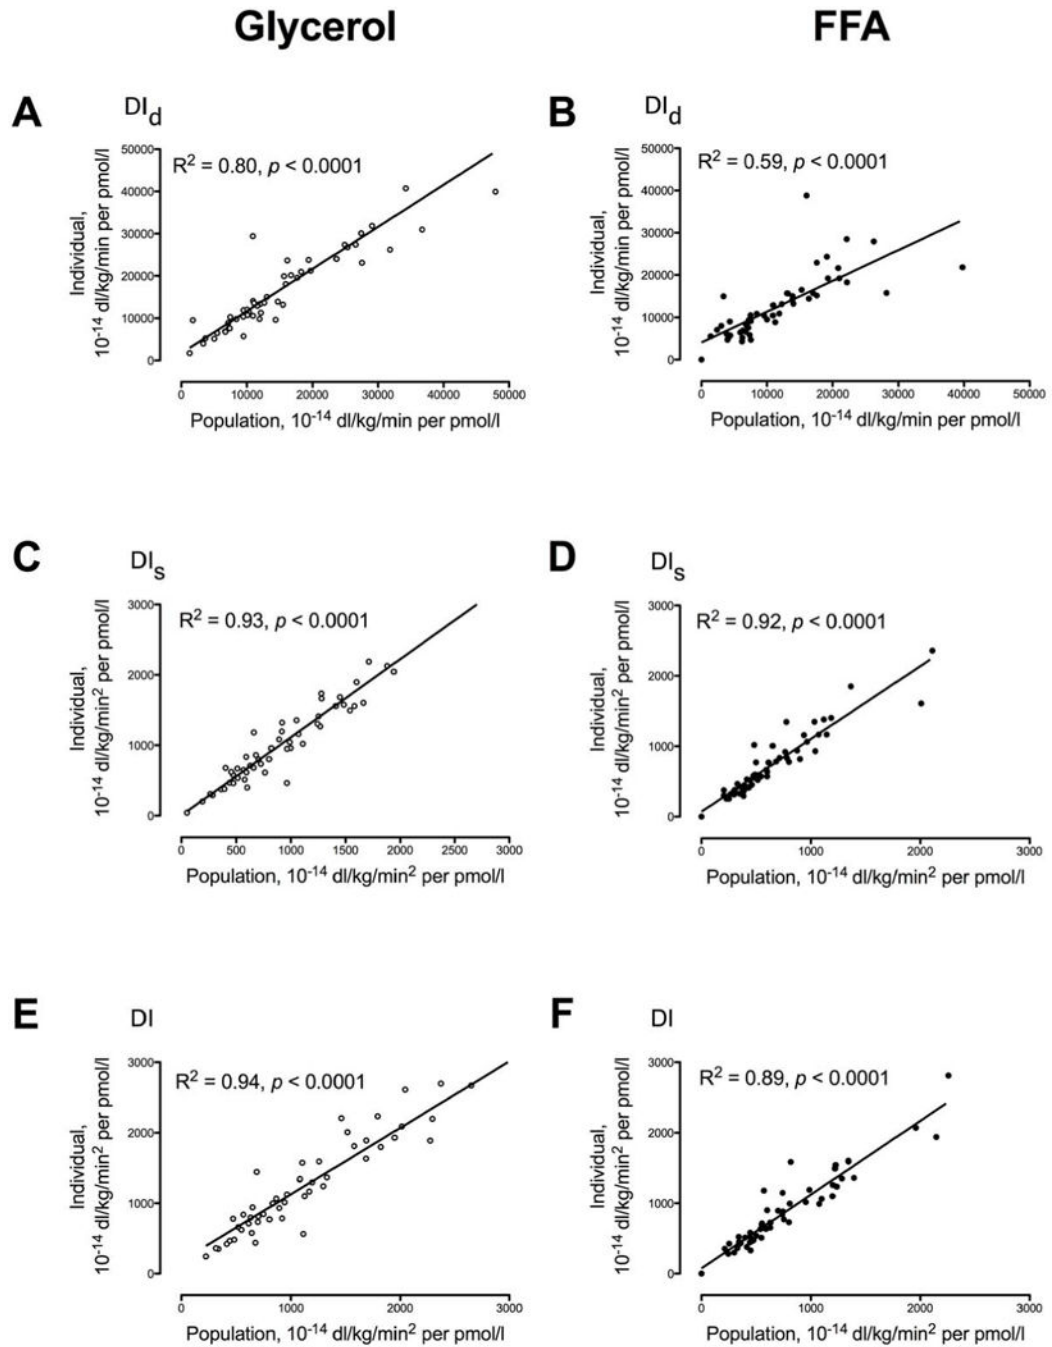 Glycerol
FFA
A
DId
R2 = 0.80, p < 0.0001
Individual,
10-14 dl/kg/min per pmol/l
50000
40000
30000
20000
10000
0
0
10000
20000
30000
40000
50000
Population, 10-14 dl/kg/min per pmol/l
B
DId
R2 = 0.59, p < 0.0001
Individual,
10-14 dl/kg/min per pmol/l
50000
40000
30000
20000
10000
0
0
10000
20000
30000
40000
50000
Population, 10-14 dl/kg/min per pmol/l
C
DIs
R2 = 0.93, p < 0.0001
Individual,
10-14 dl/kg/min2 per pmol/l
3000
2000
1000
0
0
500
1000
1500
2000
2500
3000
Population, 10-14 dl/kg/min2 per pmol/l
D
DIs
R2 = 0.92, p < 0.0001
Individual,
10-14 dl/kg/min2 per pmol/l
3000
2000
1000
0
0
1000
2000
3000
Population, 10-14 dl/kg/min2 per pmol/l
E
DI
R2 = 0.94, p < 0.0001
Individual,
10-14 dl/kg/min2 per pmol/l
3000
2000
1000
0
0
1000
2000
3000
Population, 10-14 dl/kg/min2 per pmol/l
F
DI
R2 = 0.89, p < 0.0001
Individual,
10-14 dl/kg/min2 per pmol/l
3000
2000
1000
0
0
1000
2000
3000
Population, 10-14 dl/kg/min2 per pmol/l